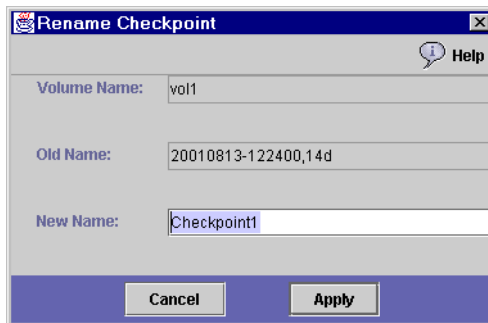 Rename Checkpoint
Help
Volume Name: vol1
Old Name: 20010813-122400,14d
New Name: Checkpoint1
Cancel Apply